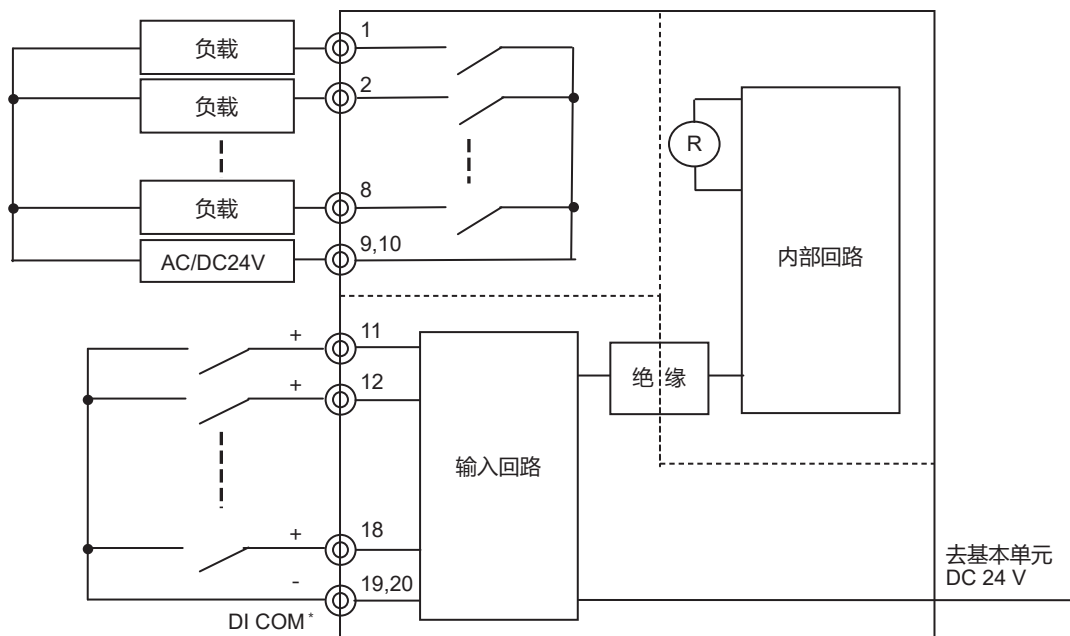 负载
1
负载
2
负载
8
AC/DC24V
9,10
R
内部回路
+
11
+
12
绝 缘
输入回路
+
18
-
19,20
DI COM*
去基本单元
DC 24 V